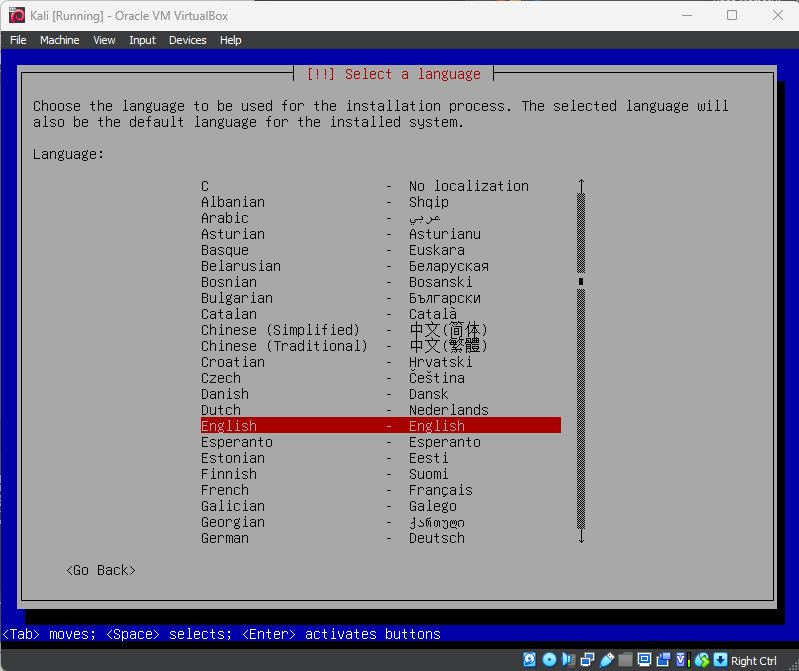 Kali [Running] - Oracle VM VirtualBox
File Machine View Input Devices Help
[!!] Select a language
Choose the language to be used for the installation process. The selected language will
also be the default language for the installed system.
Language:
C - No localization
Albanian - Shqip
Arabic - عربي
Asturian - Asturianu
Basque - Euskara
Belarusian - Беларуская
Bosnian - Bosanski
Bulgarian - Български
Catalan - Català
Chinese (Simplified) - 中文(简体)
Chinese (Traditional) - 中文(繁體)
Croatian - Hrvatski
Czech - Čeština
Danish - Dansk
Dutch - Nederlands
English - English
Esperanto - Esperanto
Estonian - Eesti
Finnish - Suomi
French - Français
Galician - Galego
Georgian - ქართული
German - Deutsch
<Go Back>
<Tab> moves; <Space> selects; <Enter> activates buttons
Right Ctrl